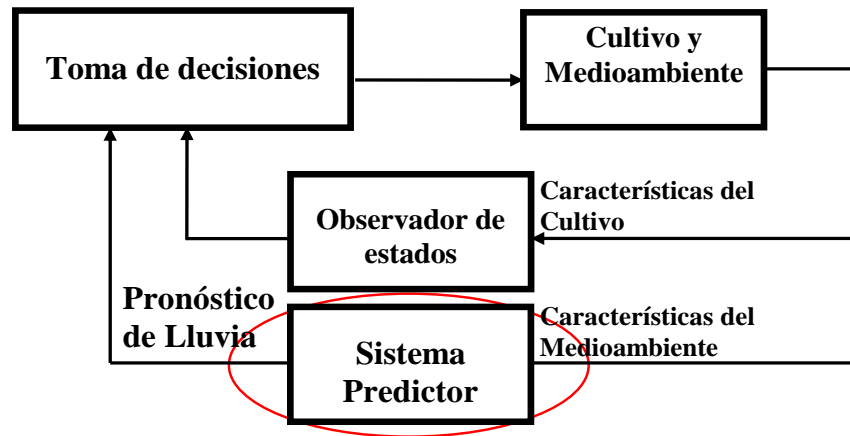 Toma de decisiones
Cultivo y
Medioambiente
Observador de
estados
Características del
Cultivo
Pronóstico
de Lluvia
Sistema
Predictor
Características del
Medioambiente